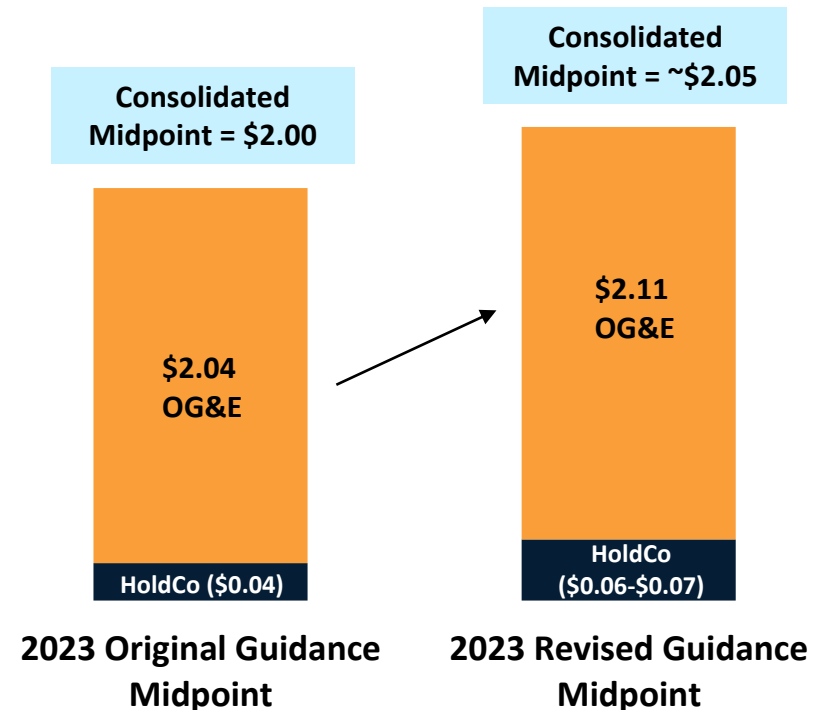 Consolidated
Midpoint = $2.00
$2.04
OG&E
HoldCo ($0.04)
2023 Original Guidance
Midpoint
Consolidated
Midpoint = ~$2.05
$2.11
OG&E
HoldCo
($0.06-$0.07)
2023 Revised Guidance
Midpoint